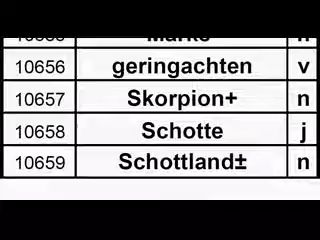 10656 geringachten v
10657 Skorpion+ n
10658 Schotte j
10659 Schottland± n